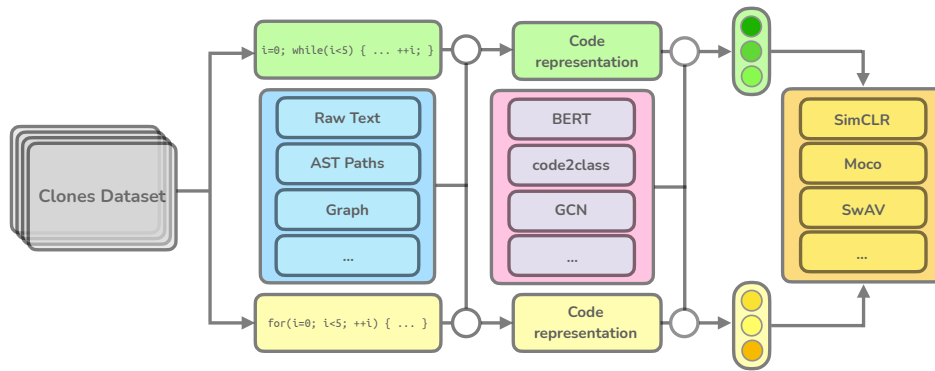 i=0; while(i<5) { ... ++i; }
Code
representation
Clones Dataset
Raw Text
AST Paths
Graph
...
BERT
code2class
GCN
...
SimCLR
Moco
SwAV
...
for(i=0; i<5; ++i) { ... }
Code
representation